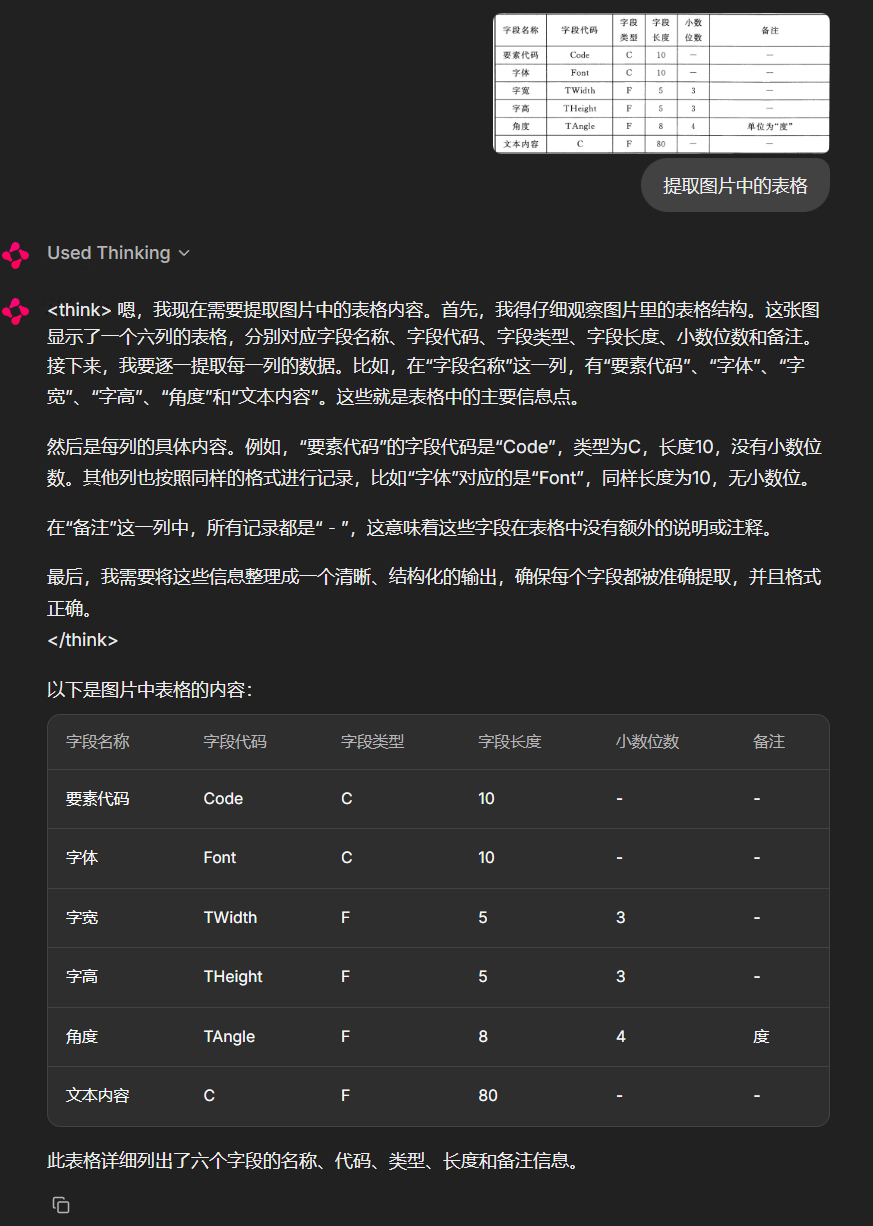 字段名称 字段代码 字段类型 字段长度 小数位数 备注
要素代码 Code C 10 — —
字体 Font C 10 — —
字宽 TWidth F 5 3 —
字高 THeight F 5 3 —
角度 TAngle F 8 4 单位为“度”
文本内容 C F 80 — —
提取图片中的表格
Used Thinking
<think> 嗯，我现在需要提取图片中的表格内容。首先，我得仔细观察图片里的表格结构。这张图
显示了一个六列的表格，分别对应字段名称、字段代码、字段类型、字段长度、小数位数和备注。
接下来，我要逐一提取每一列的数据。比如，在“字段名称”这一列，有“要素代码”、“字体”、“字
宽”、“字高”、“角度”和“文本内容”。这些就是表格中的主要信息点。
然后是每列的具体内容。例如，“要素代码”的字段代码是“Code”，类型为C，长度10，没有小数位
数。其他列也按照同样的格式进行记录，比如“字体”对应的是“Font”，同样长度为10，无小数位。
在“备注”这一列中，所有记录都是“ - ”，这意味着这些字段在表格中没有额外的说明或注释。
最后，我需要将这些信息整理成一个清晰、结构化的输出，确保每个字段都被准确提取，并且格式
正确。
</think>
以下是图片中表格的内容：
字段名称 字段代码 字段类型 字段长度 小数位数 备注
要素代码 Code C 10 - -
字体 Font C 10 - -
字宽 TWidth F 5 3 -
字高 THeight F 5 3 -
角度 TAngle F 8 4 度
文本内容 C F 80 - -
此表格详细列出了六个字段的名称、代码、类型、长度和备注信息。